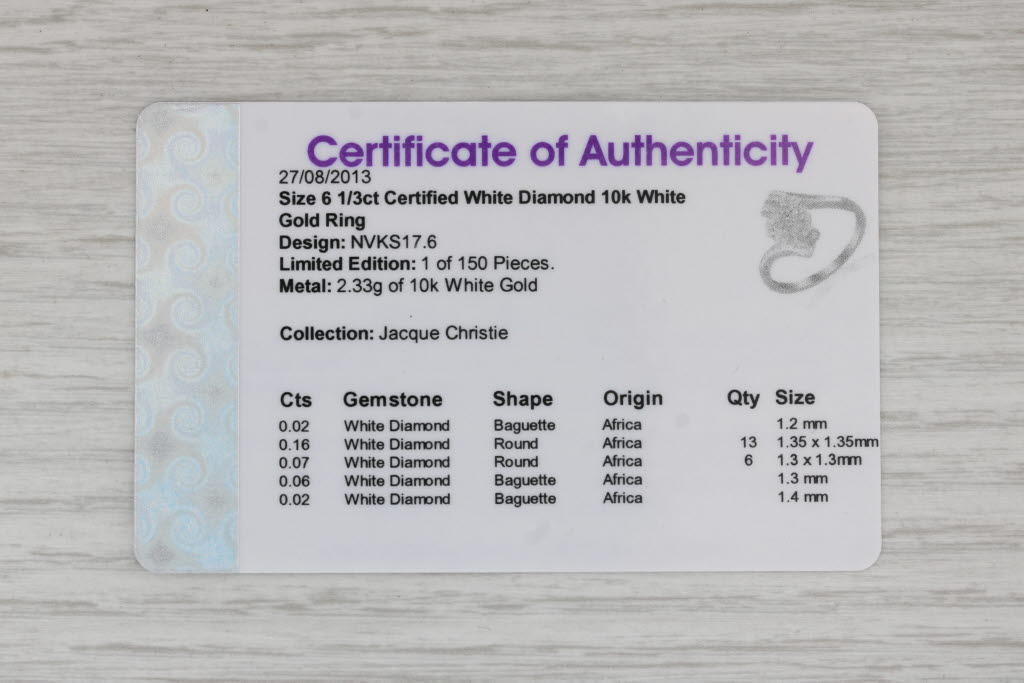 Certificate of Authenticity
27/08/2013
Size 6 1/3ct Certified White Diamond 10k White
Gold Ring
Design: NVKS17.6
Limited Edition: 1 of 150 Pieces.
Metal: 2.33g of 10k White Gold
Collection: Jacque Christie
Cts Gemstone Shape Origin Qty Size
0.02 White Diamond Baguette Africa 1.2 mm
0.16 White Diamond Round Africa 13 1.35 x 1.35mm
0.07 White Diamond Round Africa 6 1.3 x 1.3mm
0.06 White Diamond Baguette Africa 1.3 mm
0.02 White Diamond Baguette Africa 1.4 mm